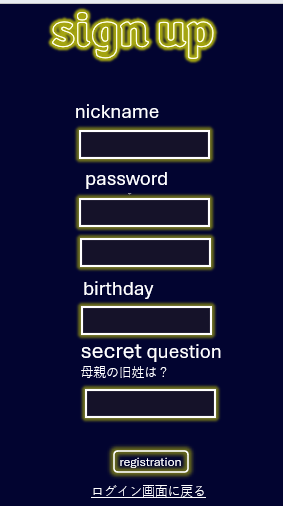 sign up
nickname
password
birthday
secret question
母親の旧姓は？
registration
ログイン画面に戻る